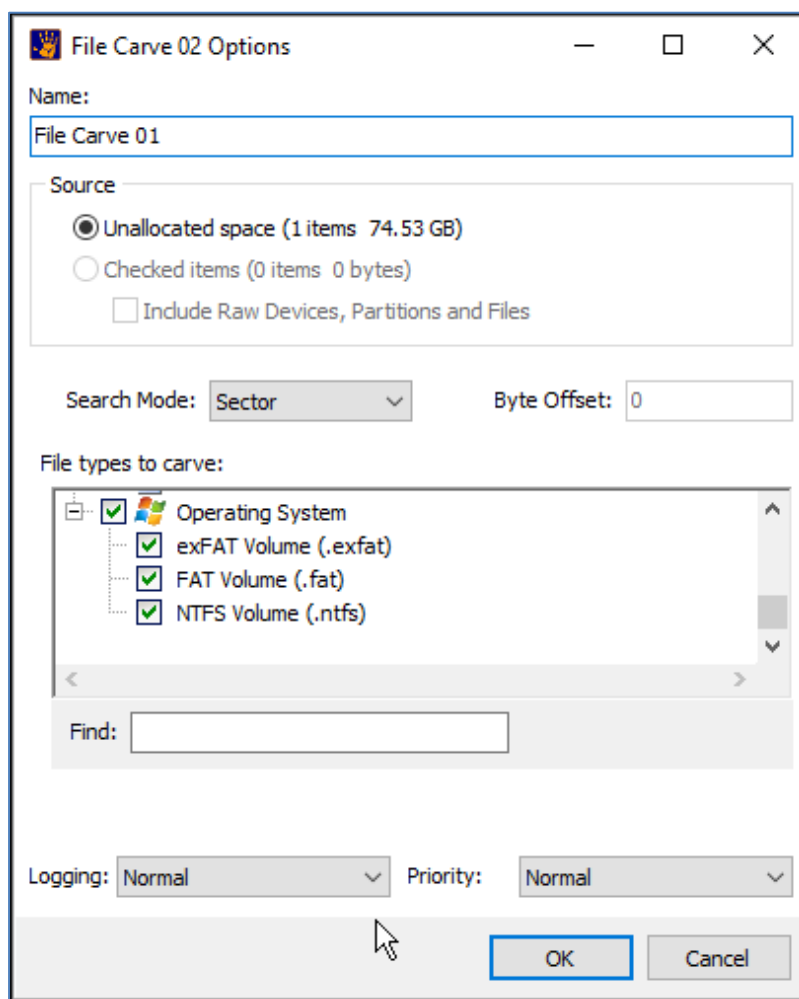 File Carve 02 Options
Name:
File Carve 01
Source
Unallocated space (1 items 74.53 GB)
Checked items (0 items 0 bytes)
Include Raw Devices, Partitions and Files
Search Mode: Sector Byte Offset: 0
File types to carve:
Operating System
exFAT Volume (.exfat)
FAT Volume (.fat)
NTFS Volume (.ntfs)
Find:
Logging: Normal Priority: Normal
OK Cancel